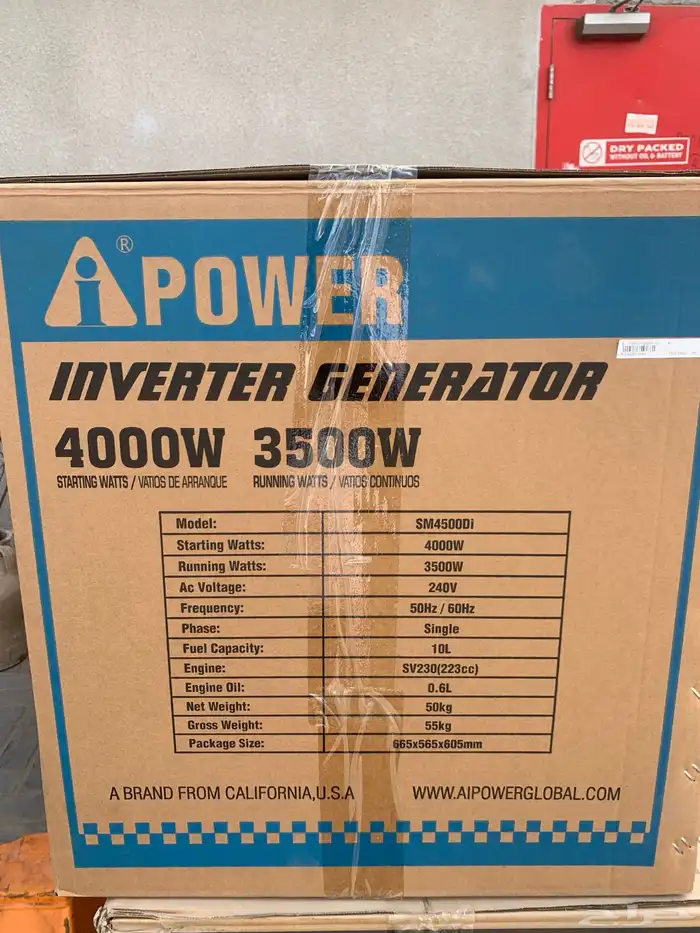 DRY PACKED
WITHOUT OIL & BATTERY
Ai® POWER
INVERTER GENERATOR
4000W 3500W
STARTING WATTS / VATIOS DE ARRANQUE RUNNING WATTS / VATIOS CONTINUOS
Model: SM4500Di
Starting Watts: 4000W
Running Watts: 3500W
Ac Voltage: 240V
Frequency: 50Hz / 60Hz
Phase: Single
Fuel Capacity: 10L
Engine: SV230(223cc)
Engine Oil: 0.6L
Net Weight: 50kg
Gross Weight: 55kg
Package Size: 665x565x605mm
A BRAND FROM CALIFORNIA,U.S.A WWW.AIPOWERGLOBAL.COM